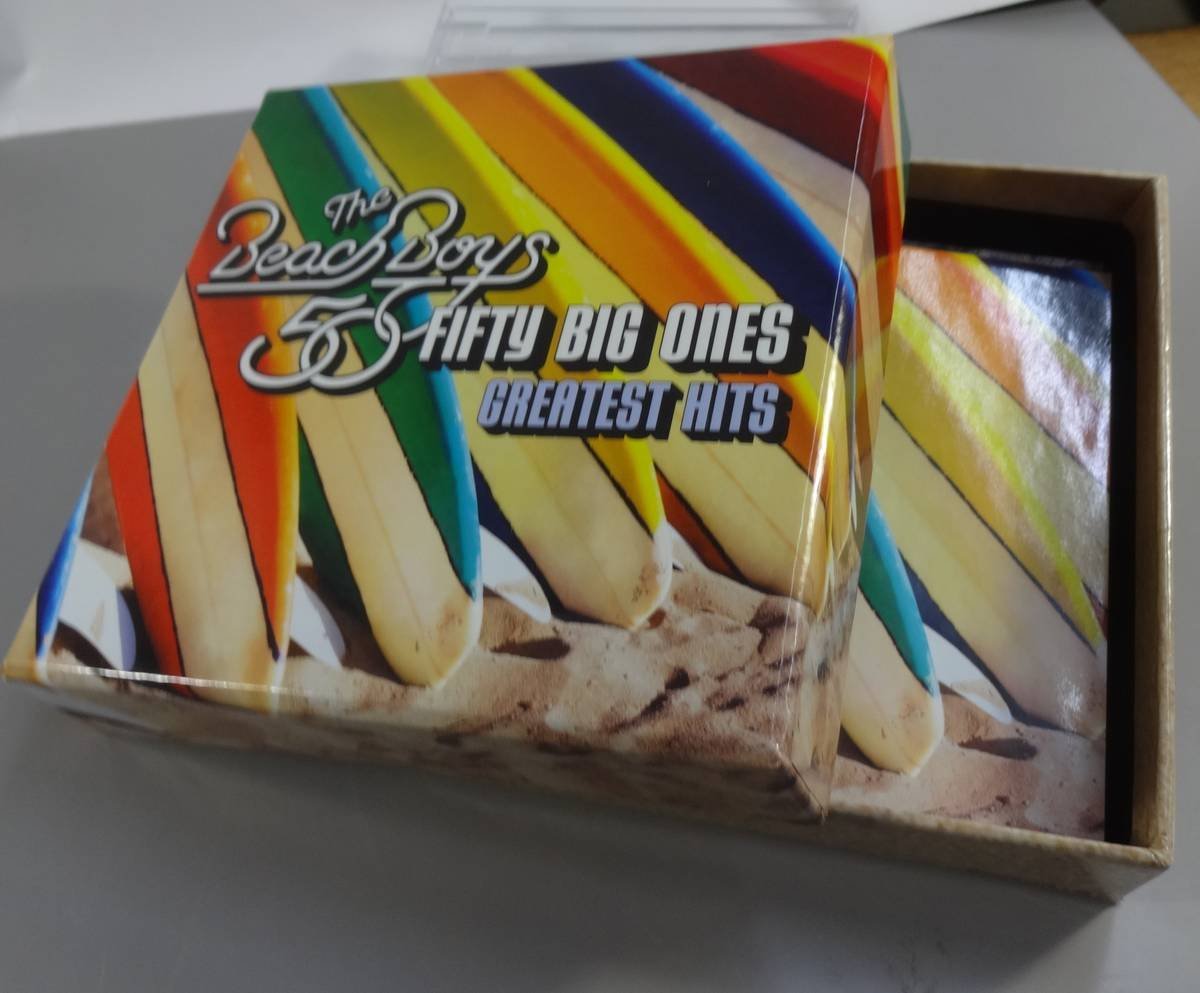 The
Beach Boys
50 FIFTY BIG ONES
GREATEST HITS